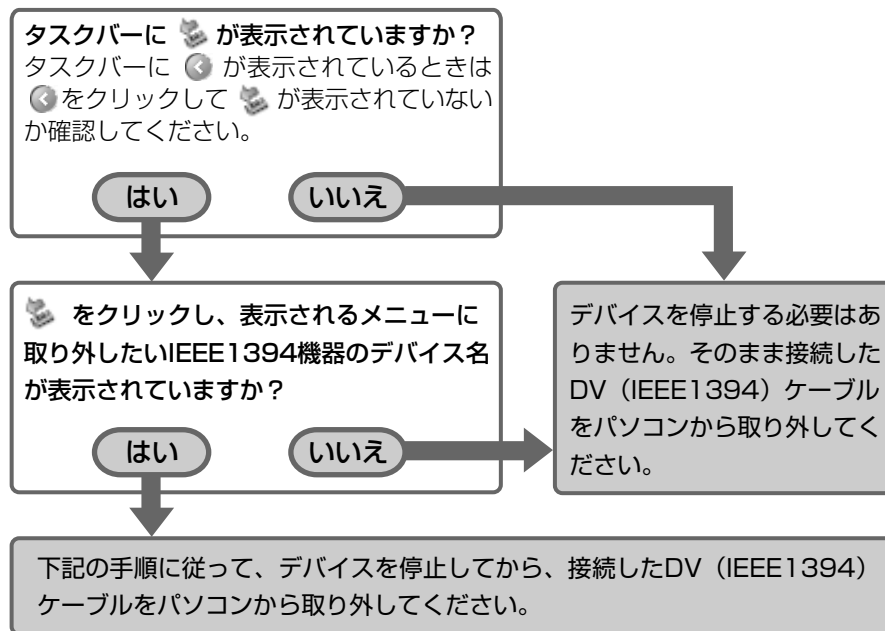 タスクバーに が表示されていますか？
タスクバーに が表示されているときは
をクリックして が表示されていない
か確認してください。
はい
いいえ
をクリックし、表示されるメニューに
取り外したいIEEE1394機器のデバイス名
が表示されていますか？
はい
いいえ
デバイスを停止する必要はあ
りません。そのまま接続した
DV（IEEE1394）ケーブル
をパソコンから取り外してく
ださい。
下記の手順に従って、デバイスを停止してから、接続したDV（IEEE1394）
ケーブルをパソコンから取り外してください。